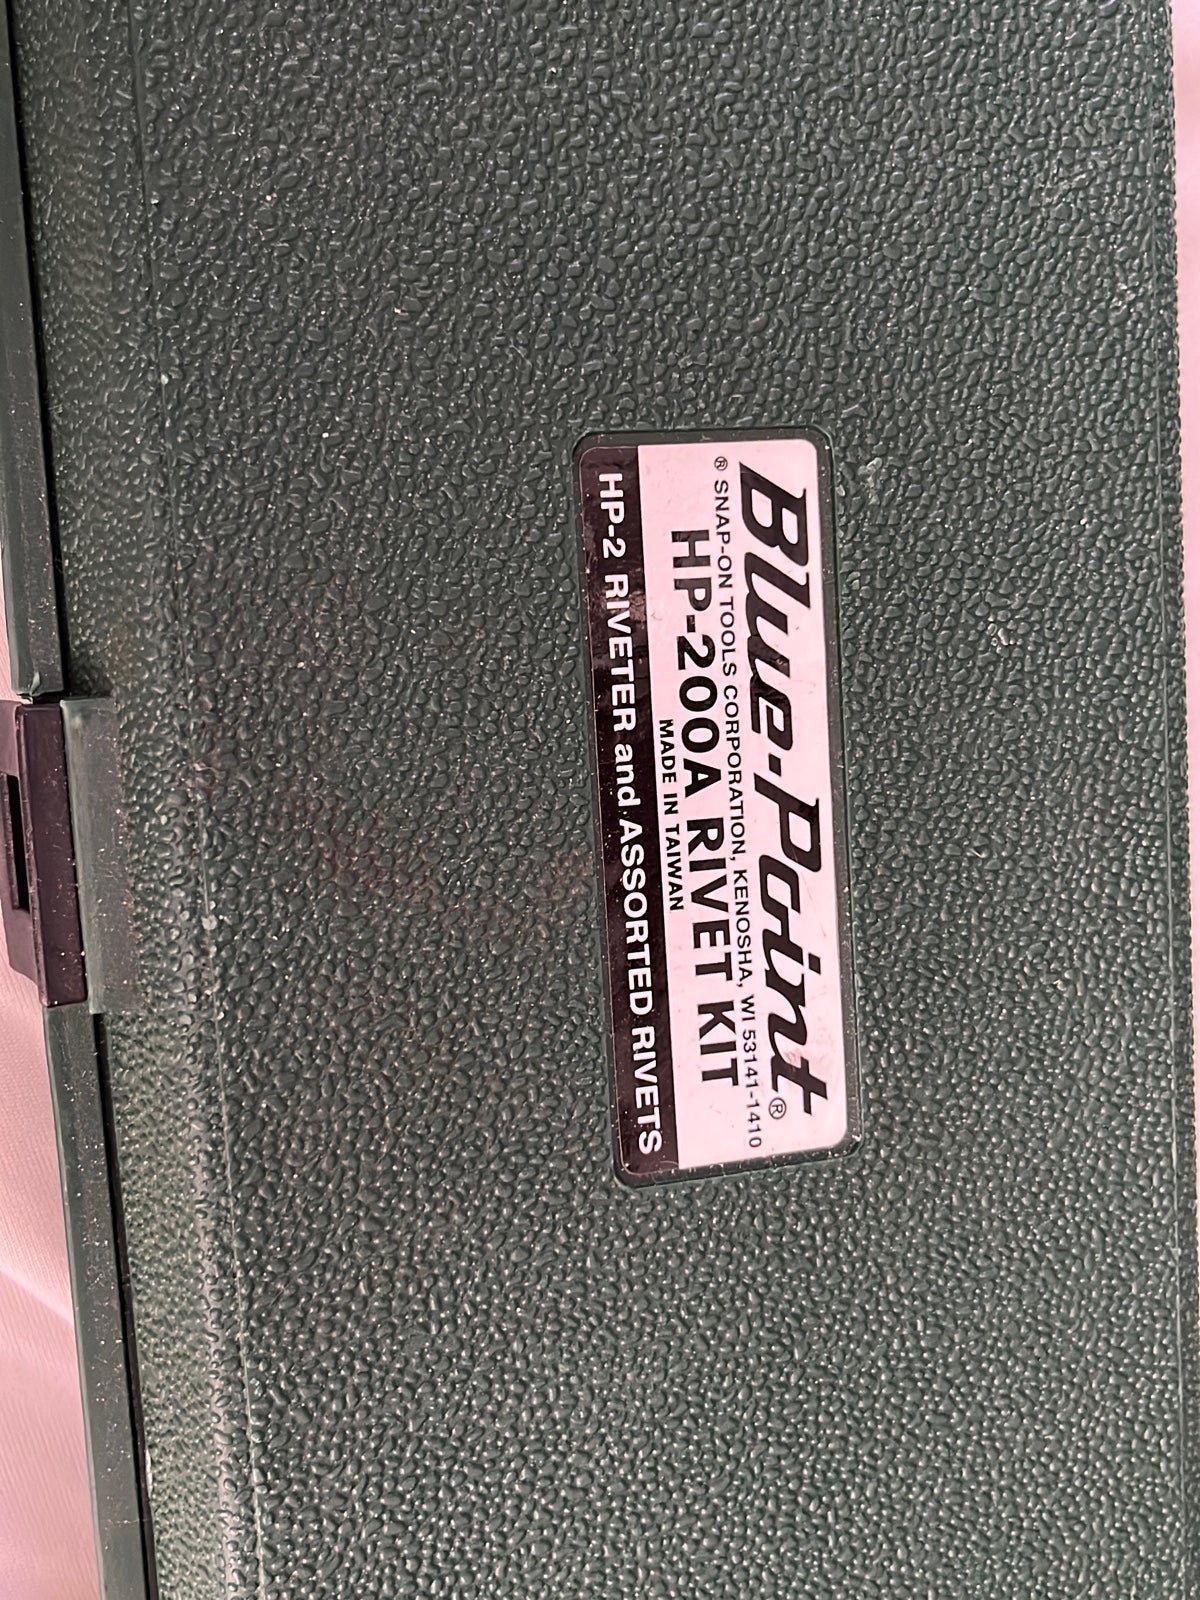 Blue-Point®
® SNAP-ON TOOLS CORPORATION, KENOSHA, WI 53141-1410
HP-200A RIVET KIT
MADE IN TAIWAN
HP-2 RIVETER and ASSORTED RIVETS